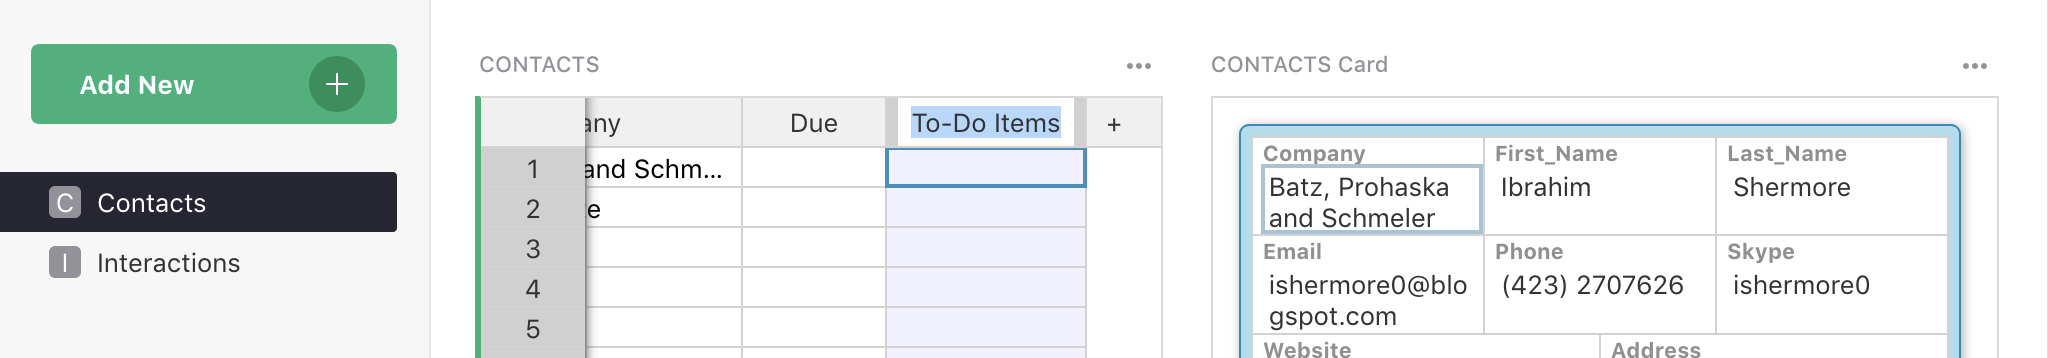 Add New
C Contacts
I Interactions
CONTACTS
any Due To-Do Items +
1 and Schm...
2 e
3
4
5
CONTACTS Card
Company First_Name Last_Name
Batz, Prohaska and Schmeler Ibrahim Shermore
Email Phone Skype
ishermore0@blogspot.com (423) 2707626 ishermore0
Website Address